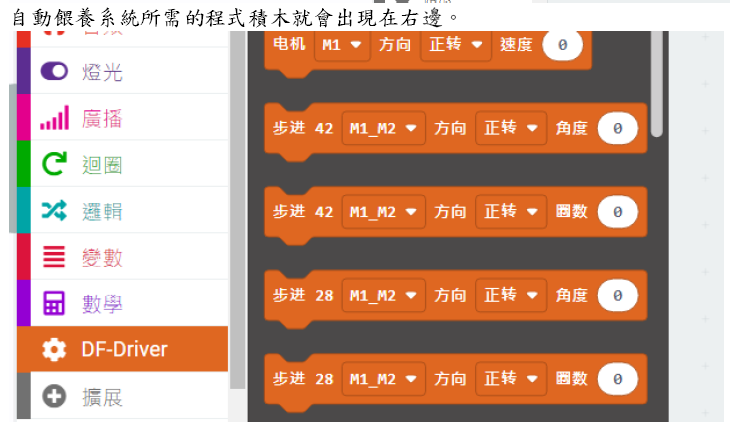 自動餵養系統所需的程式積木就會出現在右邊。
燈光
廣播
迴圈
邏輯
變數
數學
DF-Driver
擴展
电机 M1 方向 正转 速度 0
步进 42 M1_M2 方向 正转 角度 0
步进 42 M1_M2 方向 正转 圈数 0
步进 28 M1_M2 方向 正转 角度 0
步进 28 M1_M2 方向 正转 圈数 0